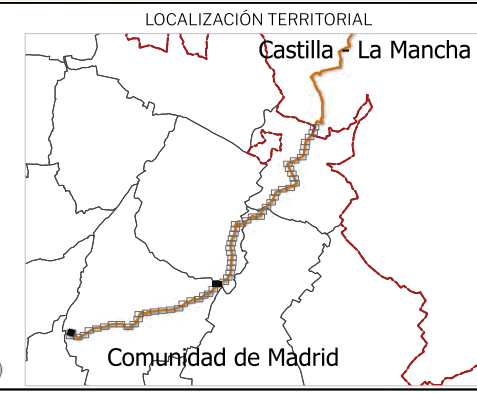 LOCALIZACIÓN TERRITORIAL
Castilla - La Mancha
Comunidad de Madrid